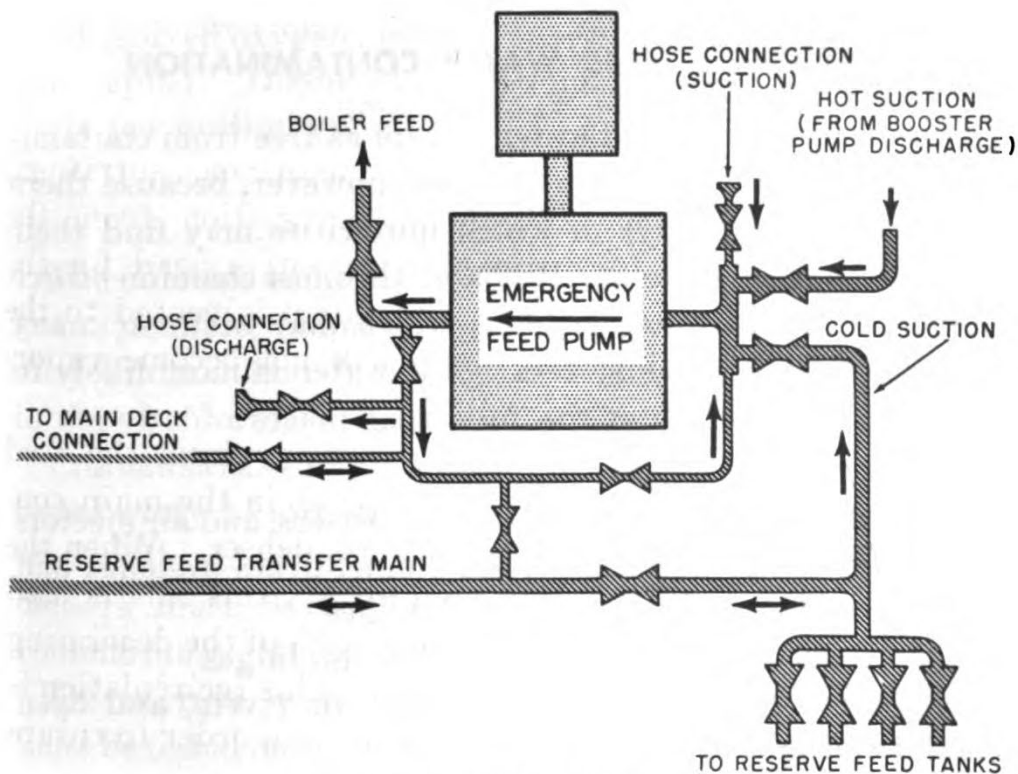 HOSE CONNECTION
(SUCTION)
HOT SUCTION
(FROM BOOSTER
PUMP DISCHARGE)
BOILER FEED
EMERGENCY
FEED PUMP
HOSE CONNECTION
(DISCHARGE)
COLD SUCTION
TO MAIN DECK
CONNECTION
RESERVE FEED TRANSFER MAIN
TO RESERVE FEED TANKS